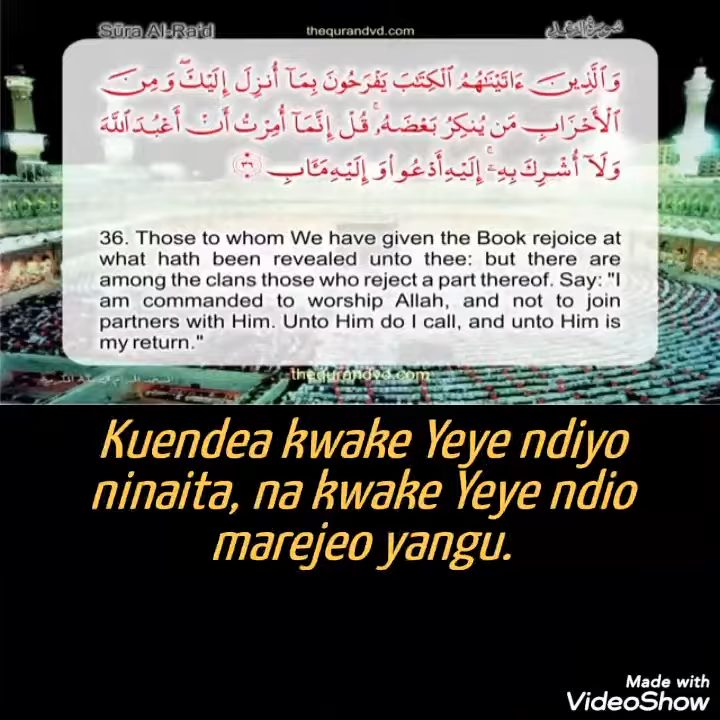 Sūra Al-Ra'd thequrandvd.com سورة الرعد
وَٱلَّذِينَ ءَاتَيْنَٰهُمُ ٱلْكِتَٰبَ يَفْرَحُونَ بِمَآ أُنزِلَ إِلَيْكَ ۖ وَمِنَ
ٱلْأَحْزَابِ مَن يُنكِرُ بَعْضَهُۥ ۚ قُلْ إِنَّمَآ أُمِرْتُ أَنْ أَعْبُدَ ٱللَّهَ
وَلَآ أُشْرِكَ بِهِۦٓ ۚ إِلَيْهِ أَدْعُوا۟ وَإِلَيْهِ مَـَٔابِ ٣٦
36. Those to whom We have given the Book rejoice at
what hath been revealed unto thee: but there are
among the clans those who reject a part thereof. Say: "I
am commanded to worship Allah, and not to join
partners with Him. Unto Him do I call, and unto Him is
my return."
thequrandvd.com
Kuendea kwake Yeye ndiyo
ninaita, na kwake Yeye ndio
marejeo yangu.
Made with
VideoShow